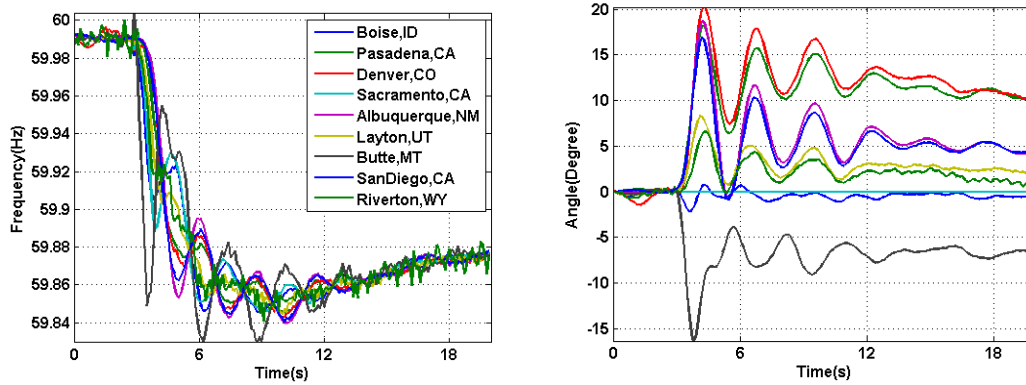 60
59.98
59.96
59.94
59.92
59.9
59.88
59.86
59.84
Frequency(Hz)
0
6
12
18
Time(s)
Boise,ID
Pasadena,CA
Denver,CO
Sacramento,CA
Albuquerque,NM
Layton,UT
Butte,MT
SanDiego,CA
Riverton,WY
20
15
10
5
0
-5
-10
-15
Angle(Degree)
0
6
12
18
20
Time(s)